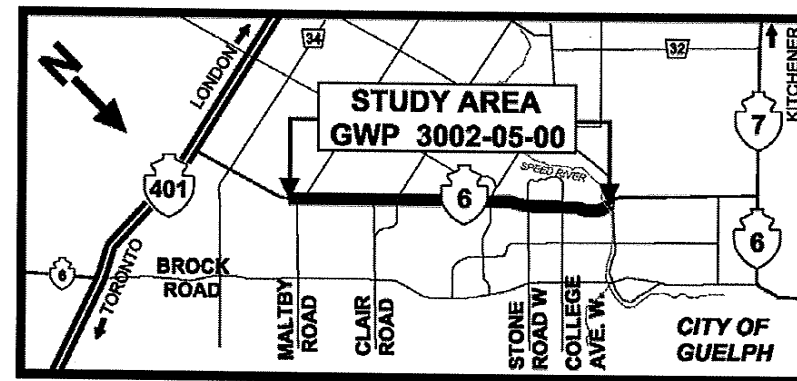 34
32
N
LONDON
KITCHENER
STUDY AREA
GWP 3002-05-00
7
401
6
SPEED RIVER
6
6
TORONTO
BROCK
ROAD
MALTBY
ROAD
CLAIR
ROAD
STONE
ROAD W
COLLEGE
AVE. W.
CITY OF
GUELPH